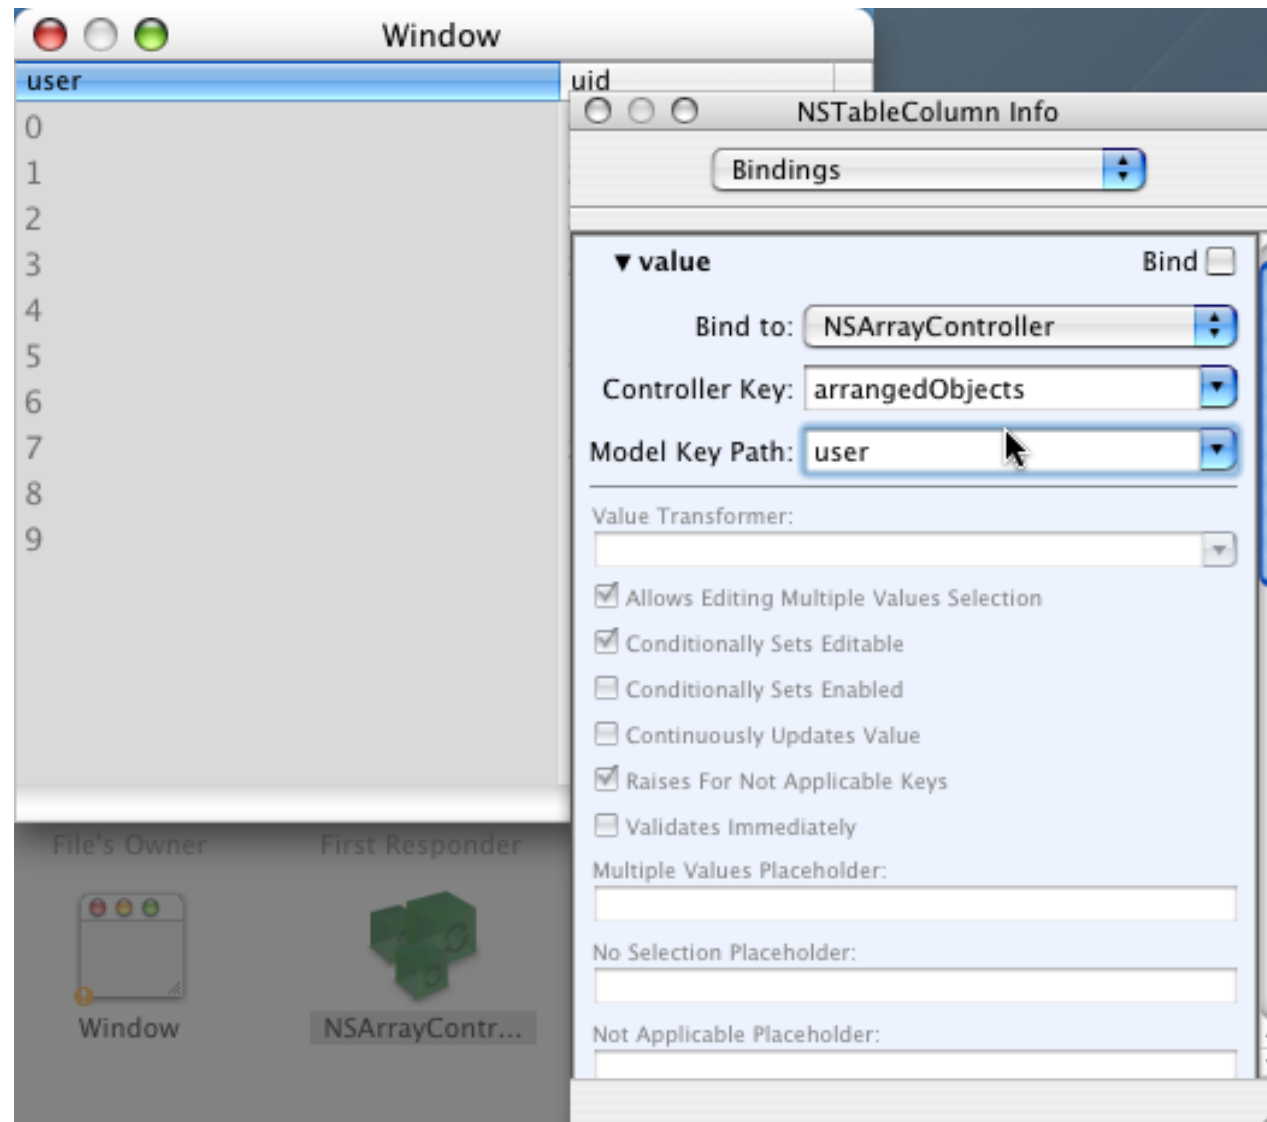 Window
user
uid
0
1
2
3
4
5
6
7
8
9
File's Owner
First Responder
Window
NSArrayContr...
NSTableColumn Info
Bindings
value
Bind
Bind to: NSArrayController
Controller Key: arrangedObjects
Model Key Path: user
Value Transformer:
Allows Editing Multiple Values Selection
Conditionally Sets Editable
Conditionally Sets Enabled
Continuously Updates Value
Raises For Not Applicable Keys
Validates Immediately
Multiple Values Placeholder:
No Selection Placeholder:
Not Applicable Placeholder: